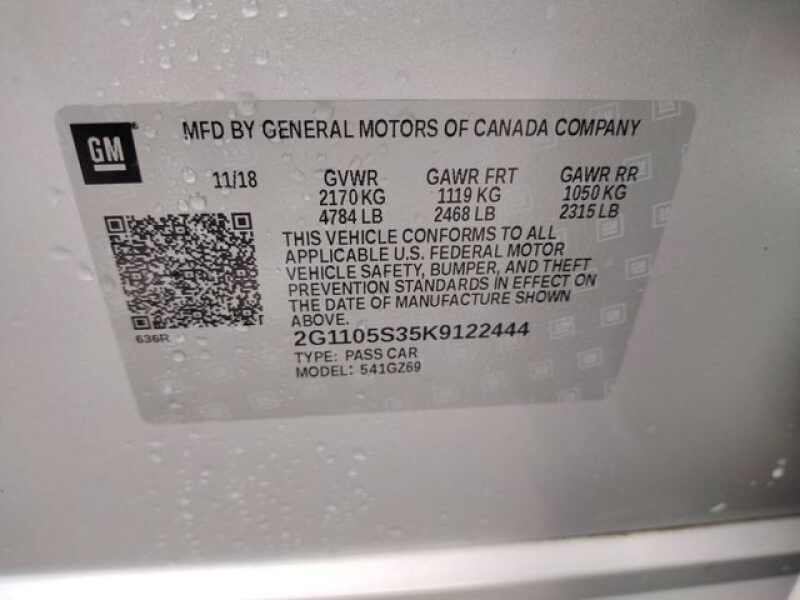 GM
MFD BY GENERAL MOTORS OF CANADA COMPANY
11/18 GVWR GAWR FRT GAWR RR
2170 KG 1119 KG 1050 KG
4784 LB 2468 LB 2315 LB
THIS VEHICLE CONFORMS TO ALL
APPLICABLE U.S. FEDERAL MOTOR
VEHICLE SAFETY, BUMPER, AND THEFT
PREVENTION STANDARDS IN EFFECT ON
THE DATE OF MANUFACTURE SHOWN
ABOVE.
636R
2G1105S35K9122444
TYPE: PASS CAR
MODEL: 541GZ69